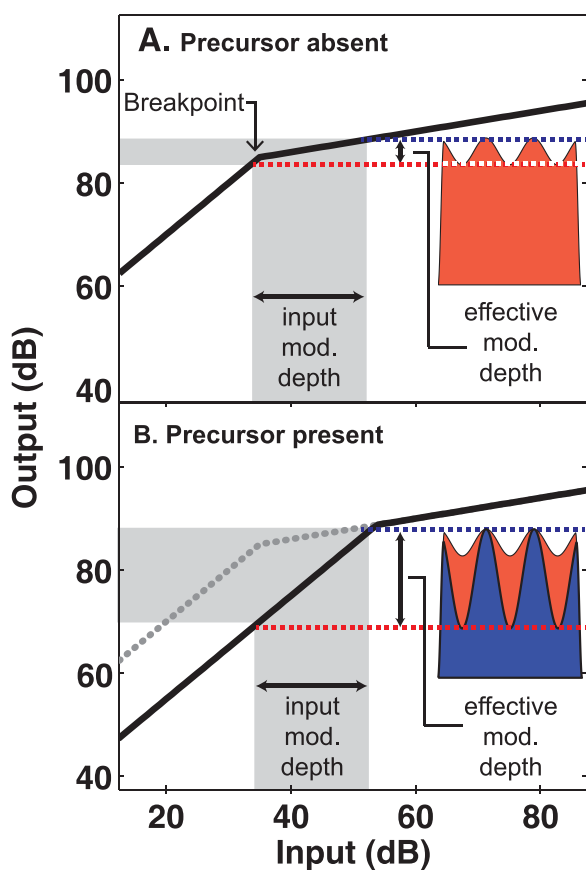 A. Precursor absent
Breakpoint
100
80
60
40
input
mod.
depth
effective
mod.
depth
Output (dB)
B. Precursor present
100
80
60
40
input
mod.
depth
effective
mod.
depth
20
40
60
80
Input (dB)